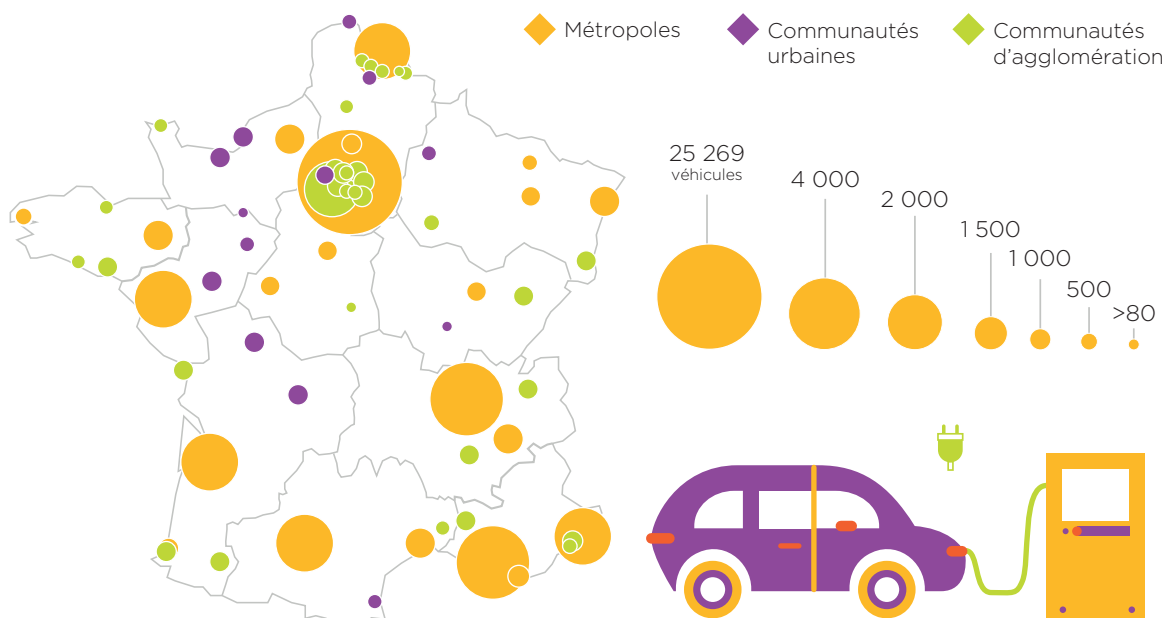 Métropoles
Communautés
urbaines
Communautés
d'agglomération
25 269
véhicules
4 000
2 000
1 500
1 000
500
>80